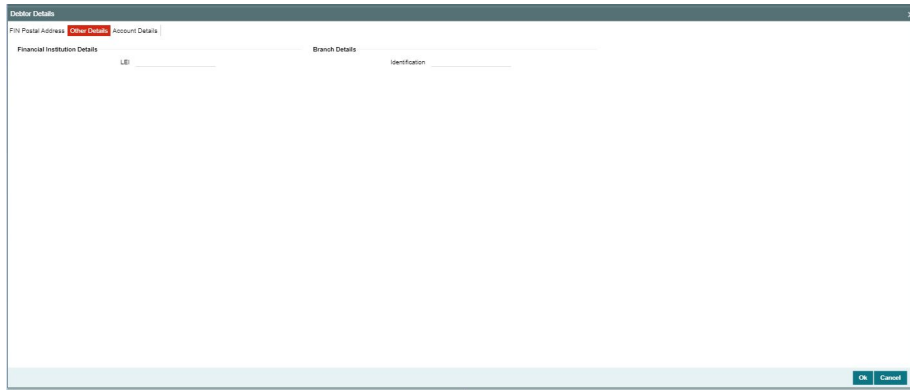 Debtor Details
FIN Postal Address Other Details Account Details
Financial Institution Details Branch Details
LEI Identification
Ok Cancel